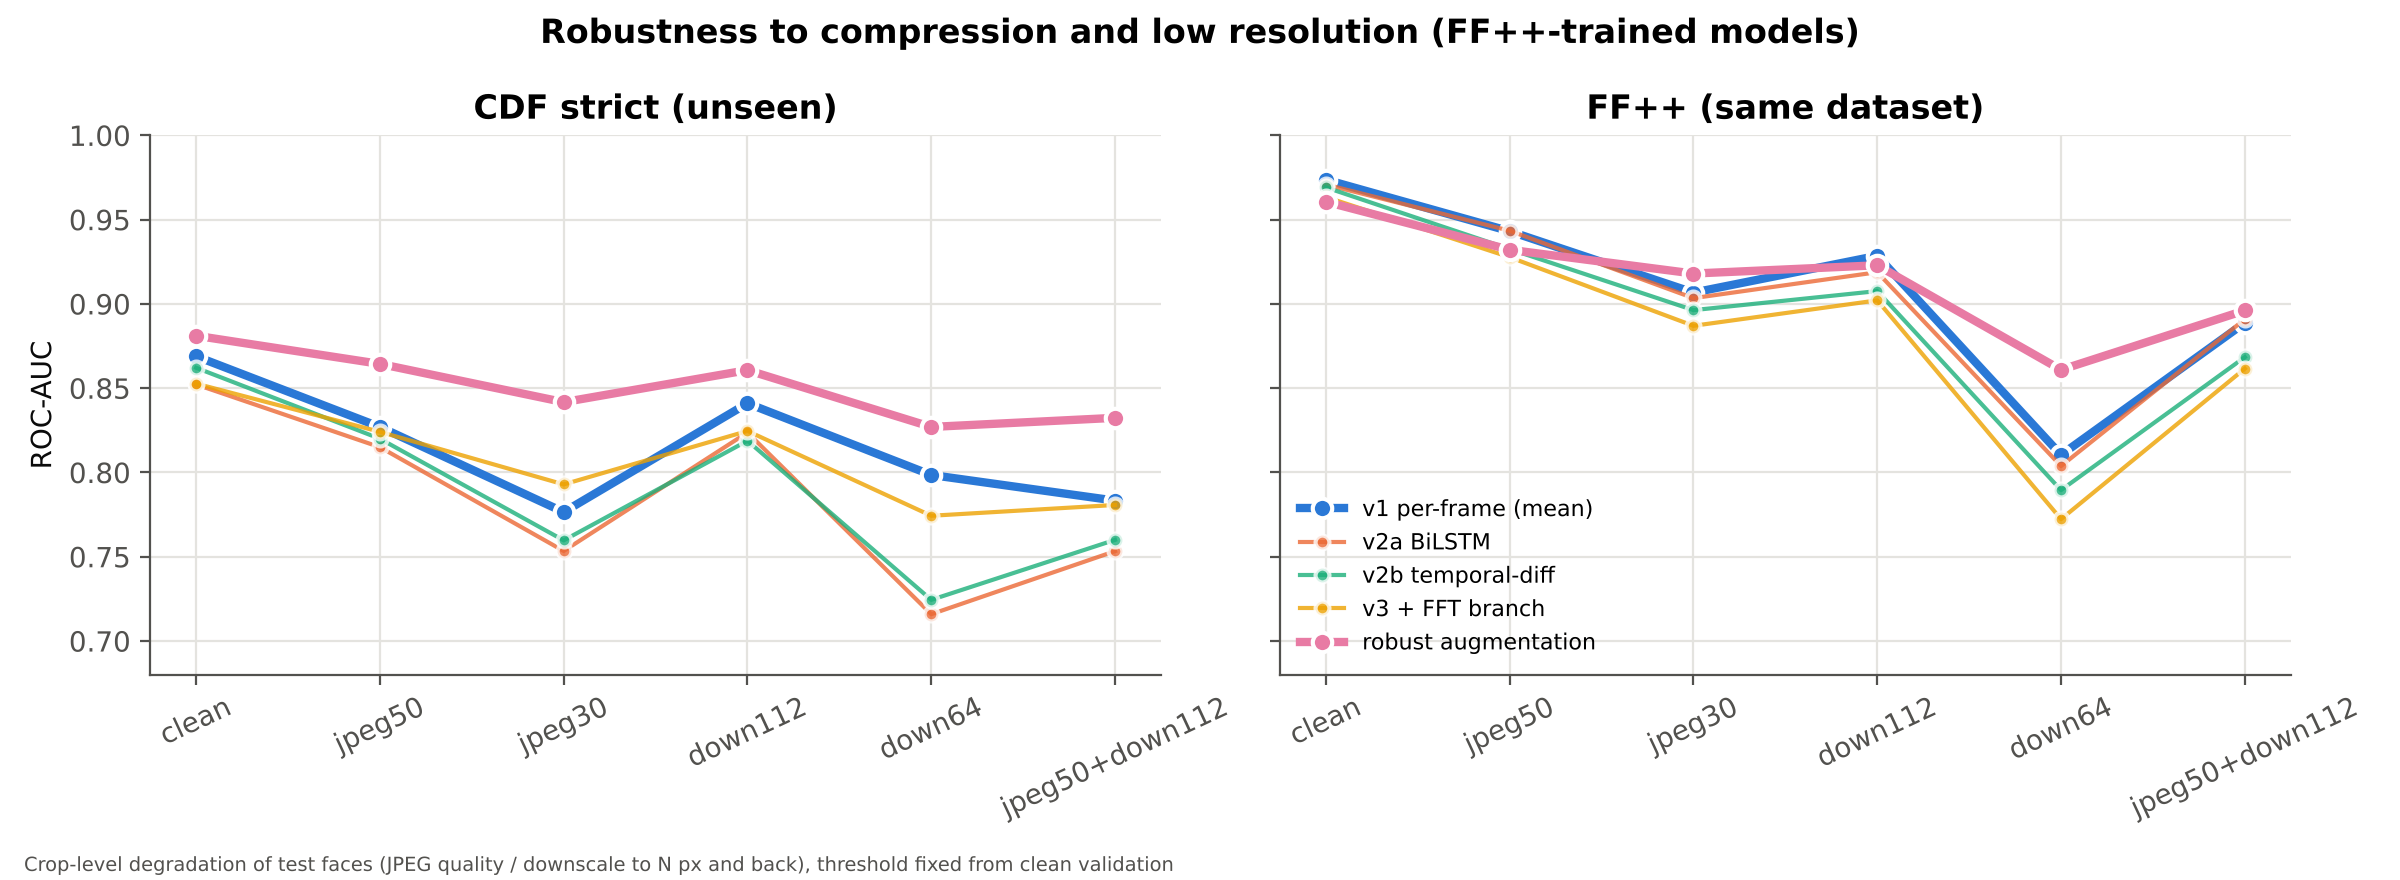 Robustness to compression and low resolution (FF++-trained models)
CDF strict (unseen)
FF++ (same dataset)
ROC-AUC
1.00
0.95
0.90
0.85
0.80
0.75
0.70
clean
jpeg50
jpeg30
down112
down64
jpeg50+down112
v1 per-frame (mean)
v2a BiLSTM
v2b temporal-diff
v3 + FFT branch
robust augmentation
clean
jpeg50
jpeg30
down112
down64
jpeg50+down112
Crop-level degradation of test faces (JPEG quality / downscale to N px and back), threshold fixed from clean validation